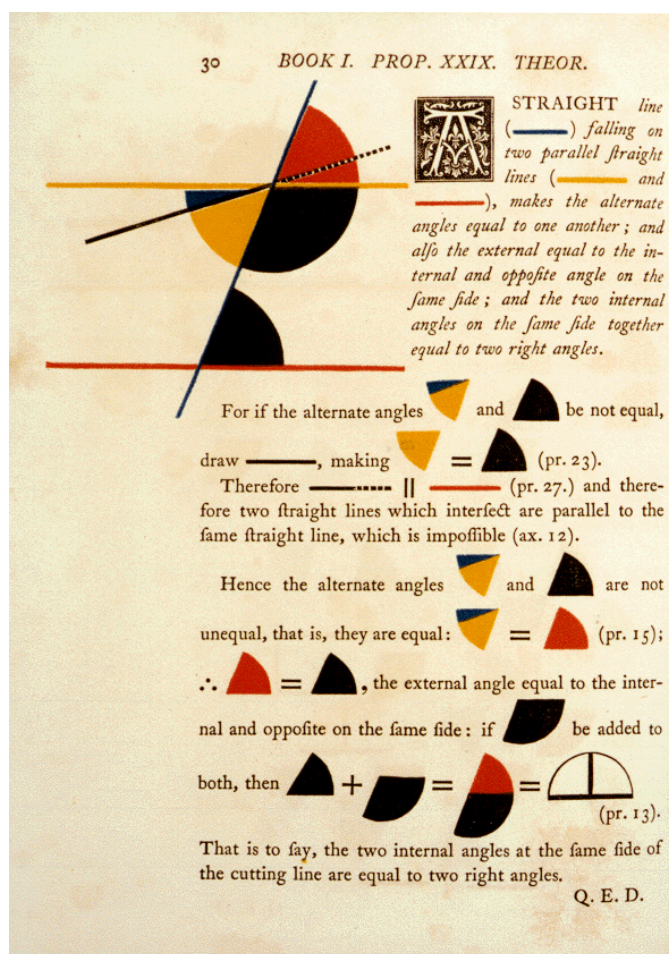 30 BOOK I. PROP. XXIX. THEOR.
A STRAIGHT line
( ) falling on
two parallel ſtraight
lines ( and
), makes the alternate
angles equal to one another; and
alſo the external equal to the in-
ternal and oppoſite angle on the
ſame ſide; and the two internal
angles on the ſame ſide together
equal to two right angles.
For if the alternate angles and be not equal,
draw , making = (pr. 23).
Therefore || (pr. 27.) and there-
fore two ſtraight lines which interſect are parallel to the
ſame ſtraight line, which is impoſſible (ax. 12).
Hence the alternate angles and are not
unequal, that is, they are equal: = (pr. 15);
∴ = , the external angle equal to the inter-
nal and oppoſite on the ſame ſide: if be added to
both, then + = =
(pr. 13).
That is to ſay, the two internal angles at the ſame ſide of
the cutting line are equal to two right angles.
Q. E. D.